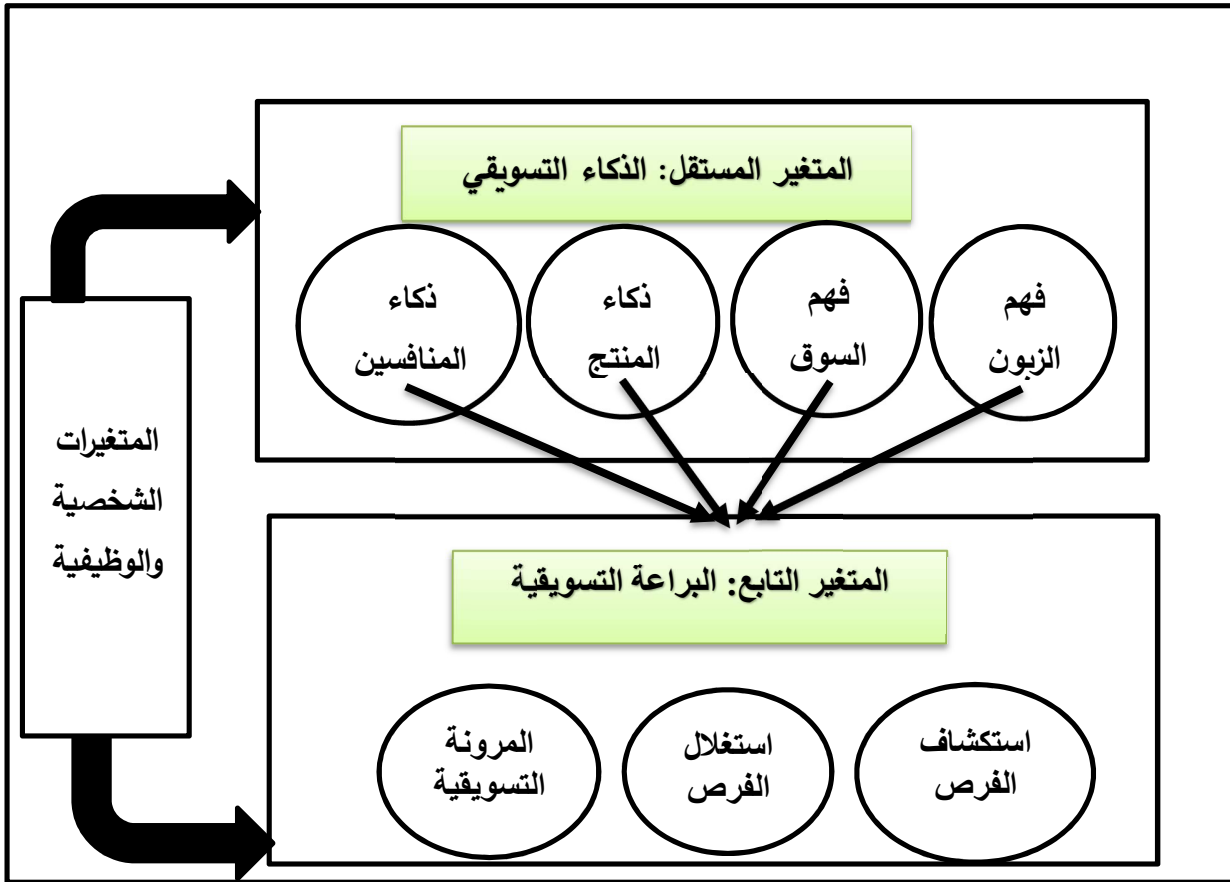 المتغير المستقل: الذكاء التسويقي
فهم
الزبون
فهم
السوق
ذكاء
المنتج
ذكاء
المنافسين
المتغيرات
الشخصية
والوظيفية
المتغير التابع: البراعة التسويقية
استكشاف
الفرص
استغلال
الفرص
المرونة
التسويقية